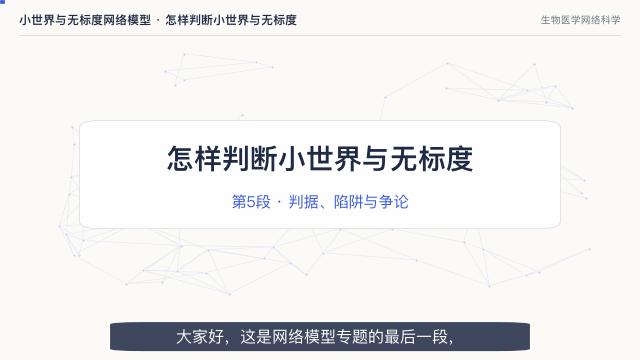 小世界与无标度网络模型 · 怎样判断小世界与无标度
生物医学网络科学
怎样判断小世界与无标度
第5段 · 判据、陷阱与争论
大家好，这是网络模型专题的最后一段，